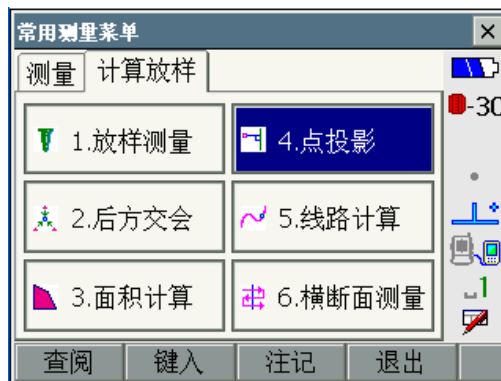 常用测量菜单
测量 计算放样
-30
1.放样测量 4.点投影
2.后方交会 5.线路计算
3.面积计算 6.横断面测量
1
查阅 键入 注记 退出